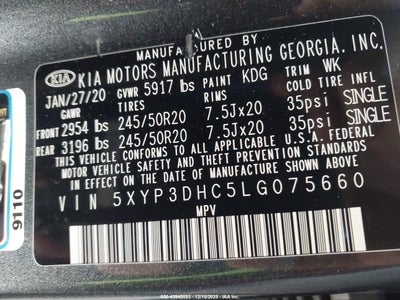 MANUFACTURED BY
KIA KIA MOTORS MANUFACTURING GEORGIA, INC.
JAN/27/20 GVWR 5917 lbs PAINT KDG TRIM WK
GAWR TIRES RIMS COLD TIRE INFL
FRONT 2954 lbs 245/50R20 7.5Jx20 35psi SINGLE
REAR 3196 lbs 245/50R20 7.5Jx20 35psi SINGLE
THIS VEHICLE CONFORMS TO ALL APPLICABLE U.S.A. FEDERAL
MOTOR VEHICLE SAFETY AND THEFT PREVENTION STANDARDS IN
EFFECT ON THE DATE OF MANUFACTURE SHOWN ABOVE.
VIN 5XYP3DHC5LG075660
MPV
9110